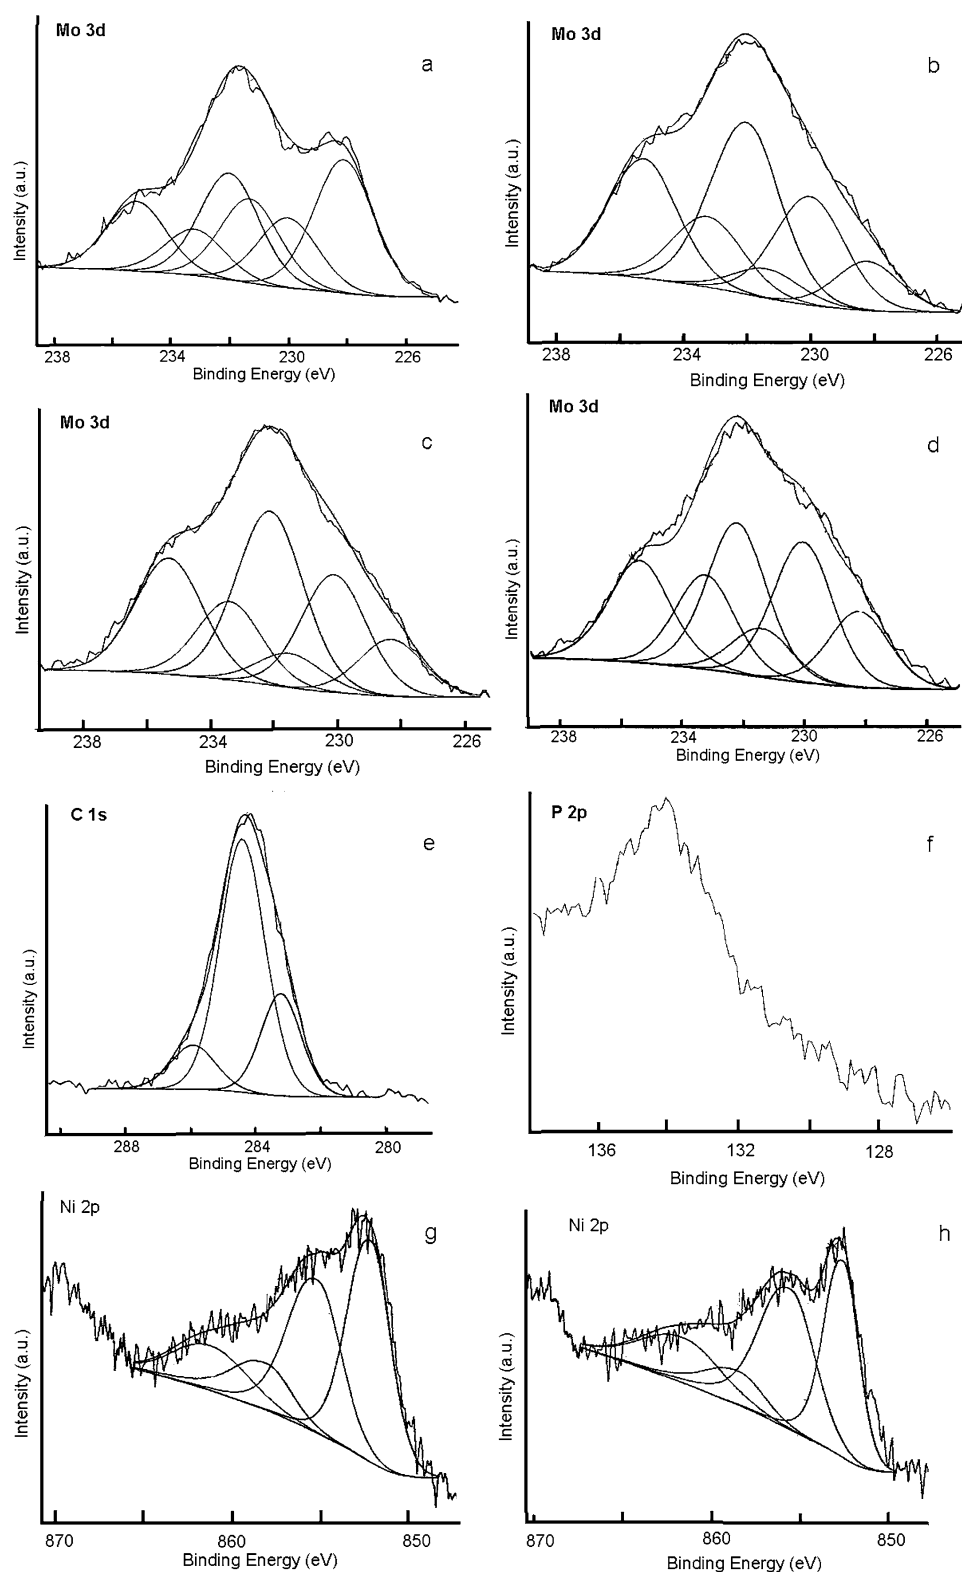 Mo 3d
a
Intensity (a.u.)
238 234 230 226
Binding Energy (eV)
Mo 3d
b
Intensity (a.u.)
238 234 230 226
Binding Energy (eV)
Mo 3d
c
Intensity (a.u.)
238 234 230 226
Binding Energy (eV)
Mo 3d
d
Intensity (a.u.)
238 234 230 226
Binding Energy (eV)
C 1s
e
Intensity (a.u.)
288 284 280
Binding Energy (eV)
P 2p
f
Intensity (a.u.)
136 132 128
Binding Energy (eV)
Ni 2p
g
Intensity (a.u.)
870 860 850
Binding Energy (eV)
Ni 2p
h
Intensity (a.u.)
870 860 850
Binding Energy (eV)